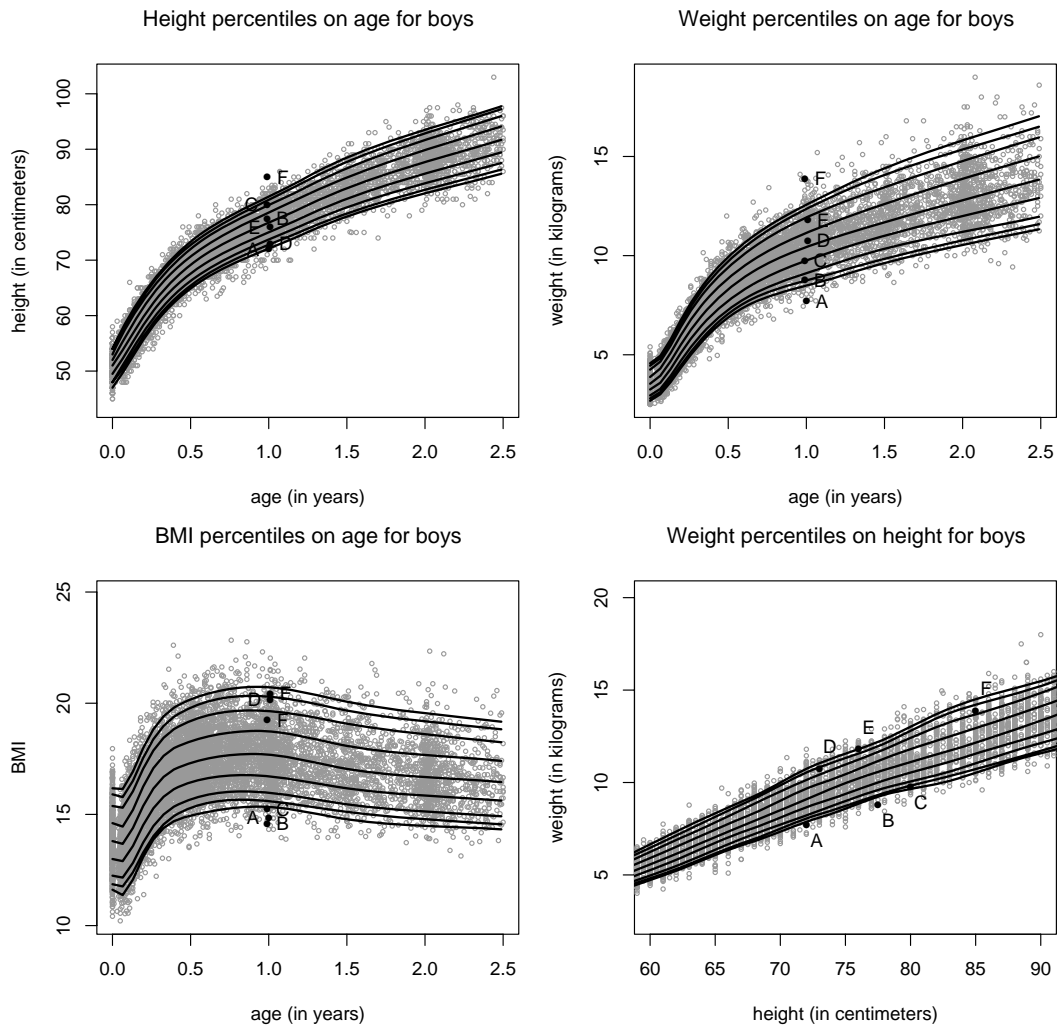 Height percentiles on age for boys
height (in centimeters)
100
90
80
70
60
50
F
C
B
E
D
A
0.0 0.5 1.0 1.5 2.0 2.5
age (in years)
Weight percentiles on age for boys
weight (in kilograms)
15
10
5
F
E
D
C
B
A
0.0 0.5 1.0 1.5 2.0 2.5
age (in years)
BMI percentiles on age for boys
BMI
25
20
15
10
E
D
F
C
A
B
0.0 0.5 1.0 1.5 2.0 2.5
age (in years)
Weight percentiles on height for boys
weight (in kilograms)
20
15
10
5
F
E
D
C
B
A
60 65 70 75 80 85 90
height (in centimeters)